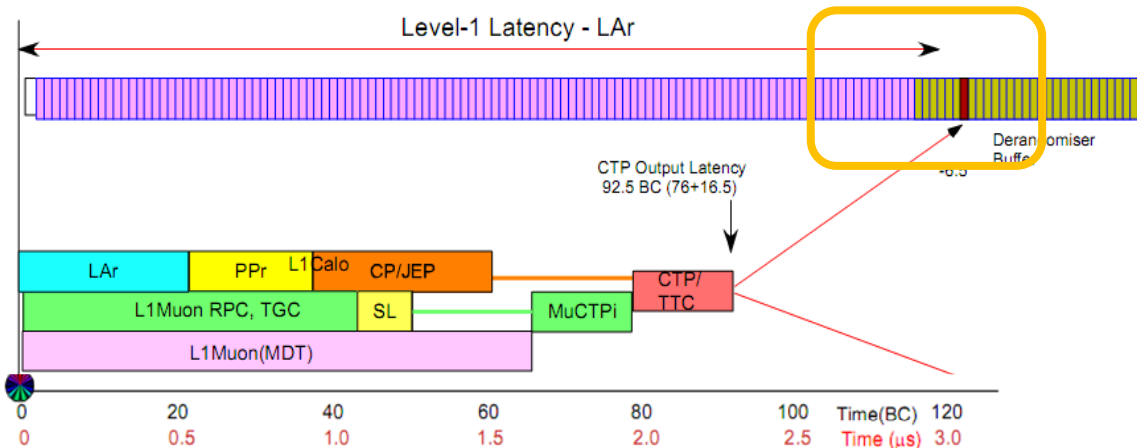 Level-1 Latency - LAr
Derandomiser
CTP Output Latency
92.5 BC (76+16.5)
-6.5
LAr
PPr
L1Calo
CP/JEP
CTP/
TTC
L1Muon RPC, TGC
SL
MuCTPi
L1Muon(MDT)
0 20 40 60 80 100 Time(BC) 120
0 0.5 1.0 1.5 2.0 2.5 Time (µs) 3.0